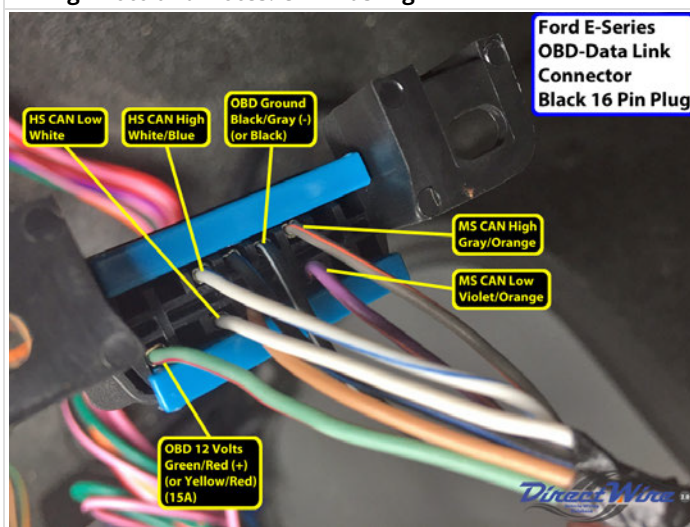 Ford E-Series
OBD-Data Link
Connector
Black 16 Pin Plug
HS CAN Low
White
HS CAN High
White/Blue
OBD Ground
Black/Gray (-)
(or Black)
MS CAN High
Gray/Orange
MS CAN Low
Violet/Orange
OBD 12 Volts
Green/Red (+)
(or Yellow/Red)
(15A)
DirectWire